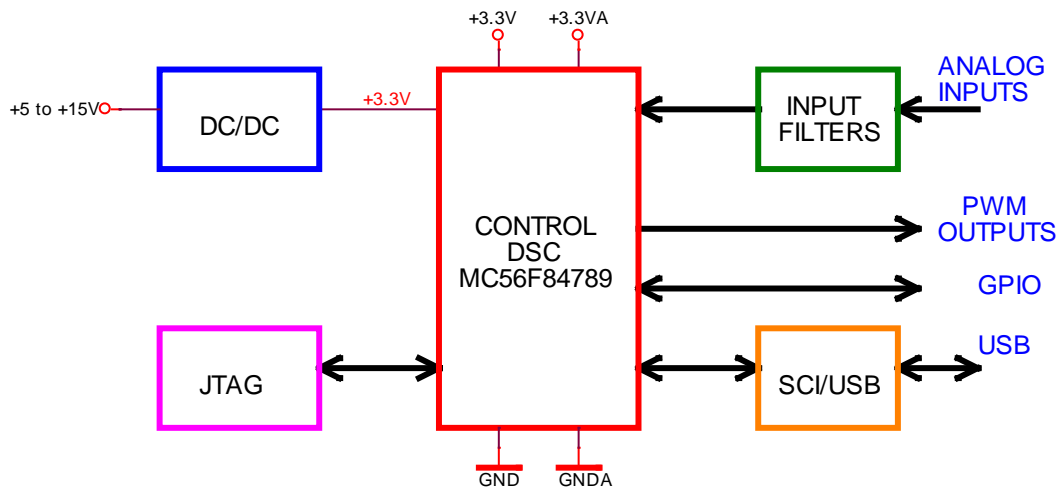 +3.3V
+3.3VA
+5 to +15V
DC/DC
+3.3V
CONTROL
DSC
MC56F84789
INPUT
FILTERS
ANALOG
INPUTS
PWM
OUTPUTS
GPIO
JTAG
SCI/USB
USB
GND
GNDA